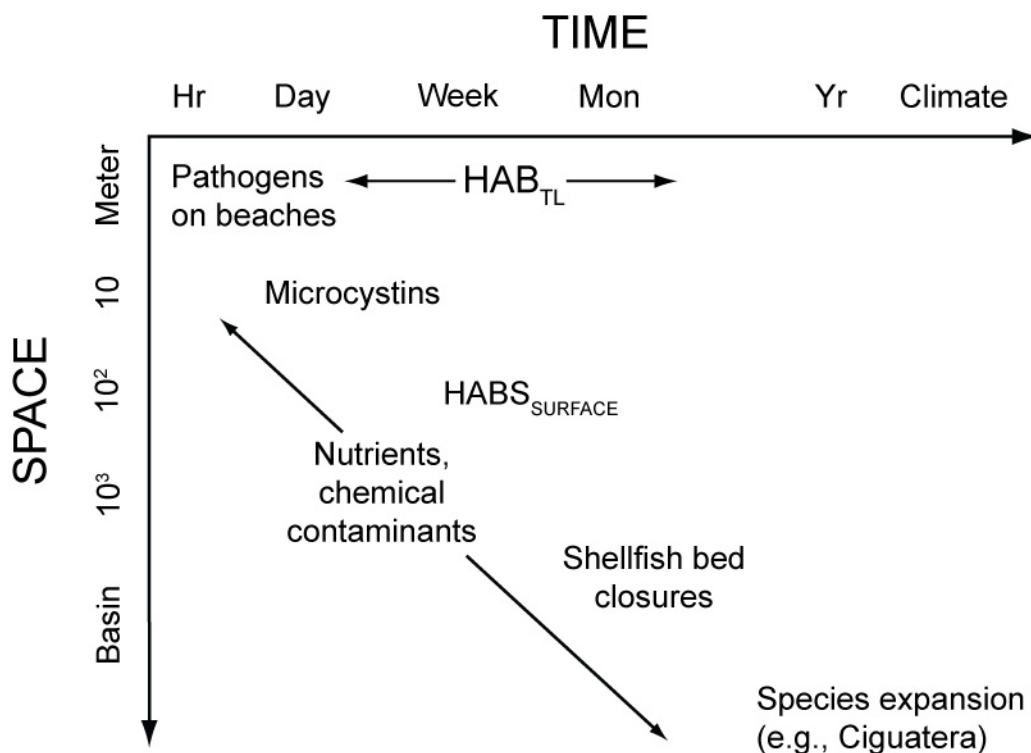 TIME
Hr Day Week Mon Yr Climate
SPACE
Meter
10
10²
10³
Basin
Pathogens
on beaches
HAB_TL
Microcystins
HABS_SURFACE
Nutrients,
chemical
contaminants
Shellfish bed
closures
Species expansion
(e.g., Ciguatera)